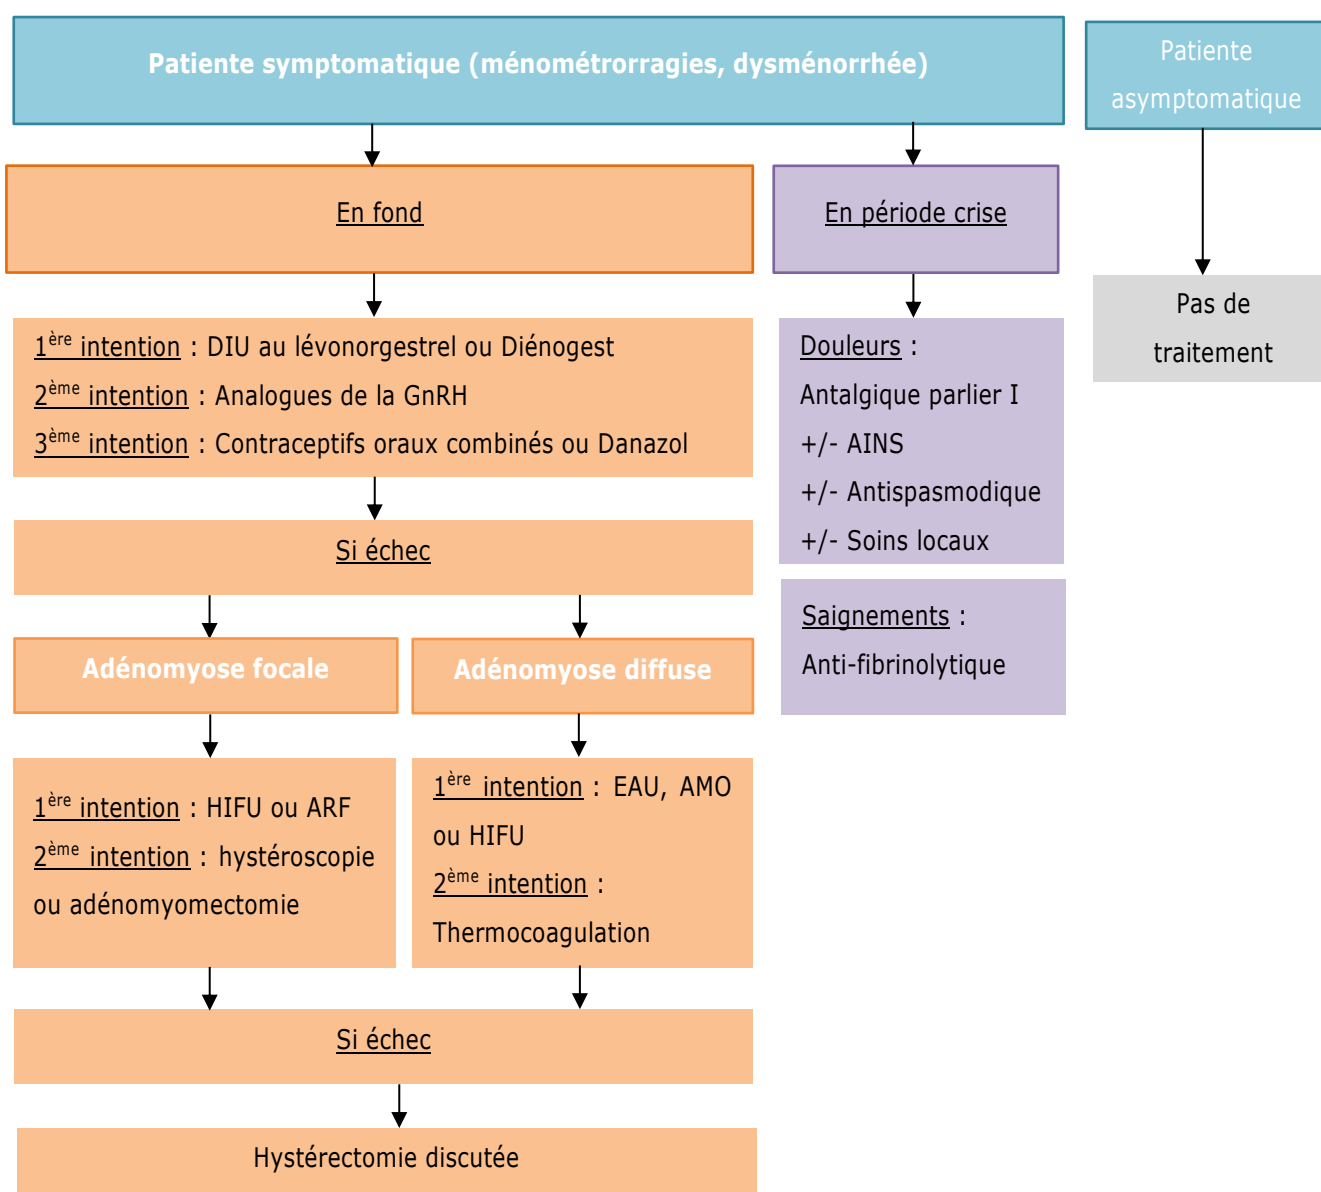 Patiente symptomatique (ménométrorragies, dysménorrhée)
Patiente
asymptomatique
En fond
En période crise
Pas de
traitement
1ère intention : DIU au lévonorgestrel ou Diénogest
2ème intention : Analogues de la GnRH
3ème intention : Contraceptifs oraux combinés ou Danazol
Douleurs :
Antalgique parlier I
+/- AINS
+/- Antispasmodique
+/- Soins locaux
Si échec
Saignements :
Anti-fibrinolytique
Adénomyose focale
Adénomyose diffuse
1ère intention : HIFU ou ARF
2ème intention : hystéroscopie
ou adénomyomectomie
1ère intention : EAU, AMO
ou HIFU
2ème intention :
Thermocoagulation
Si échec
Hystérectomie discutée